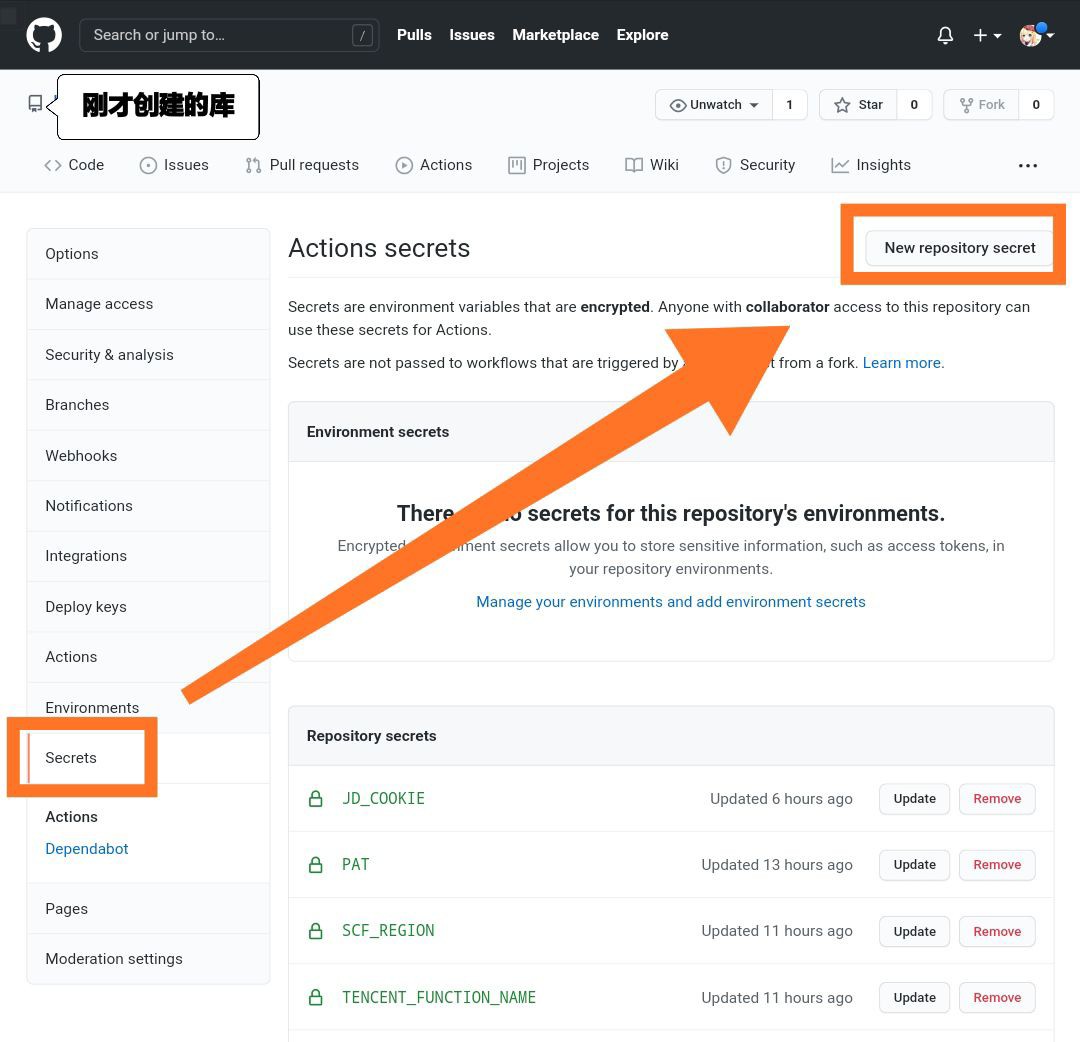 Search or jump to…
/
Pulls
Issues
Marketplace
Explore
刚才创建的库
Unwatch
1
Star
0
Fork
0
Code
Issues
Pull requests
Actions
Projects
Wiki
Security
Insights
Options
Manage access
Security & analysis
Branches
Webhooks
Notifications
Integrations
Deploy keys
Actions
Environments
Secrets
Actions
Dependabot
Pages
Moderation settings
Actions secrets
New repository secret
Secrets are environment variables that are encrypted. Anyone with collaborator access to this repository can
use these secrets for Actions.
Secrets are not passed to workflows that are triggered by from a fork. Learn more.
Environment secrets
There secrets for this repository's environments.
Encrypted secrets allow you to store sensitive information, such as access tokens, in
your repository environments.
Manage your environments and add environment secrets
Repository secrets
JD_COOKIE
Updated 6 hours ago
Update
Remove
PAT
Updated 13 hours ago
Update
Remove
SCF_REGION
Updated 11 hours ago
Update
Remove
TENCENT_FUNCTION_NAME
Updated 11 hours ago
Update
Remove